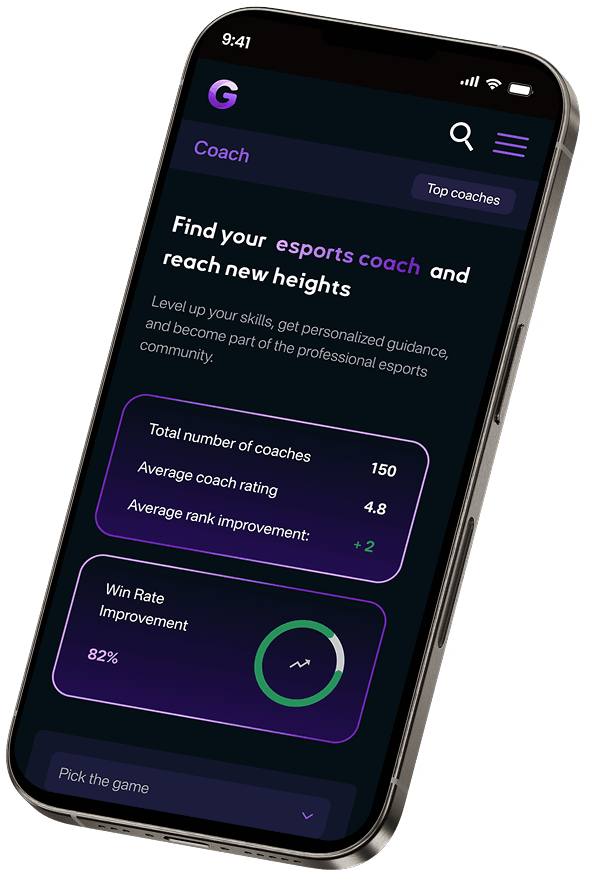 9:41
G
Coach
Top coaches
Find your esports coach and
reach new heights
Level up your skills, get personalized guidance,
and become part of the professional esports
community.
Total number of coaches 150
Average coach rating 4.8
Average rank improvement: + 2
Win Rate
Improvement
82%
Pick the game